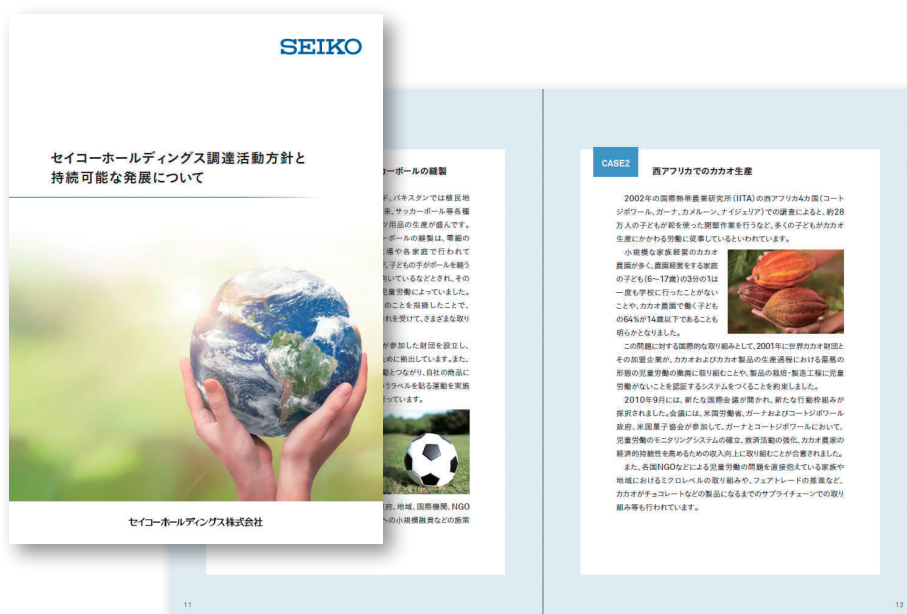 SEIKO
セイコーホールディングス調達活動方針と
持続可能な発展について
セイコーホールディングス株式会社
カーボールの縫製
ド、パキスタンでは植民地
来、サッカーボール等各種
ツ用品の生産が盛んです。
ーボールの縫製は、零細の
場や各家庭で行われて
、子どもの手がボールを縫う
いているなどとされ、その
児童労働によっていました。
のことを指摘したことで、
れを受けて、さまざまな取り
が参加した財団を設立し、
ために拠出しています。また、
動とつながり、自社の商品に
うラベルを貼る運動を実施
っています。
府、地域、国際機関、NGO
への小規模融資などの施策
11
CASE2
西アフリカでのカカオ生産
2002年の国際熱帯農業研究所（IITA）の西アフリカ4カ国（コート
ジボワール、ガーナ、カメルーン、ナイジェリア）での調査によると、約28
万人の子どもが鉈を使った開墾作業を行うなど、多くの子どもがカカオ
生産にかかわる労働に従事しているといわれています。
小規模な家族経営のカカオ
農園が多く、農園経営をする家庭
の子ども（6～17歳）の3分の1は
一度も学校に行ったことがない
ことや、カカオ農園で働く子ども
の64%が14歳以下であることも
明らかとなりました。
この問題に対する国際的な取り組みとして、2001年に世界カカオ財団と
その加盟企業が、カカオおよびカカオ製品の生産過程における最悪の
形態の児童労働の撤廃に取り組むことや、製品の栽培・製造工程に児童
労働がないことを認証するシステムをつくることを約束しました。
2010年9月には、新たな国際会議が開かれ、新たな行動枠組みが
採択されました。会議には、米国労働省、ガーナおよびコートジボワール
政府、米国菓子協会が参加して、ガーナとコートジボワールにおいて、
児童労働のモニタリングシステムの確立、救済活動の強化、カカオ農家の
経済的持続性を高めるための収入向上に取り組むことが合意されました。
また、各国NGOなどによる児童労働の問題を直接抱えている家族や
地域におけるミクロレベルの取り組みや、フェアトレードの推進など、
カカオがチョコレートなどの製品になるまでのサプライチェーンでの取り
組み等も行われています。
12